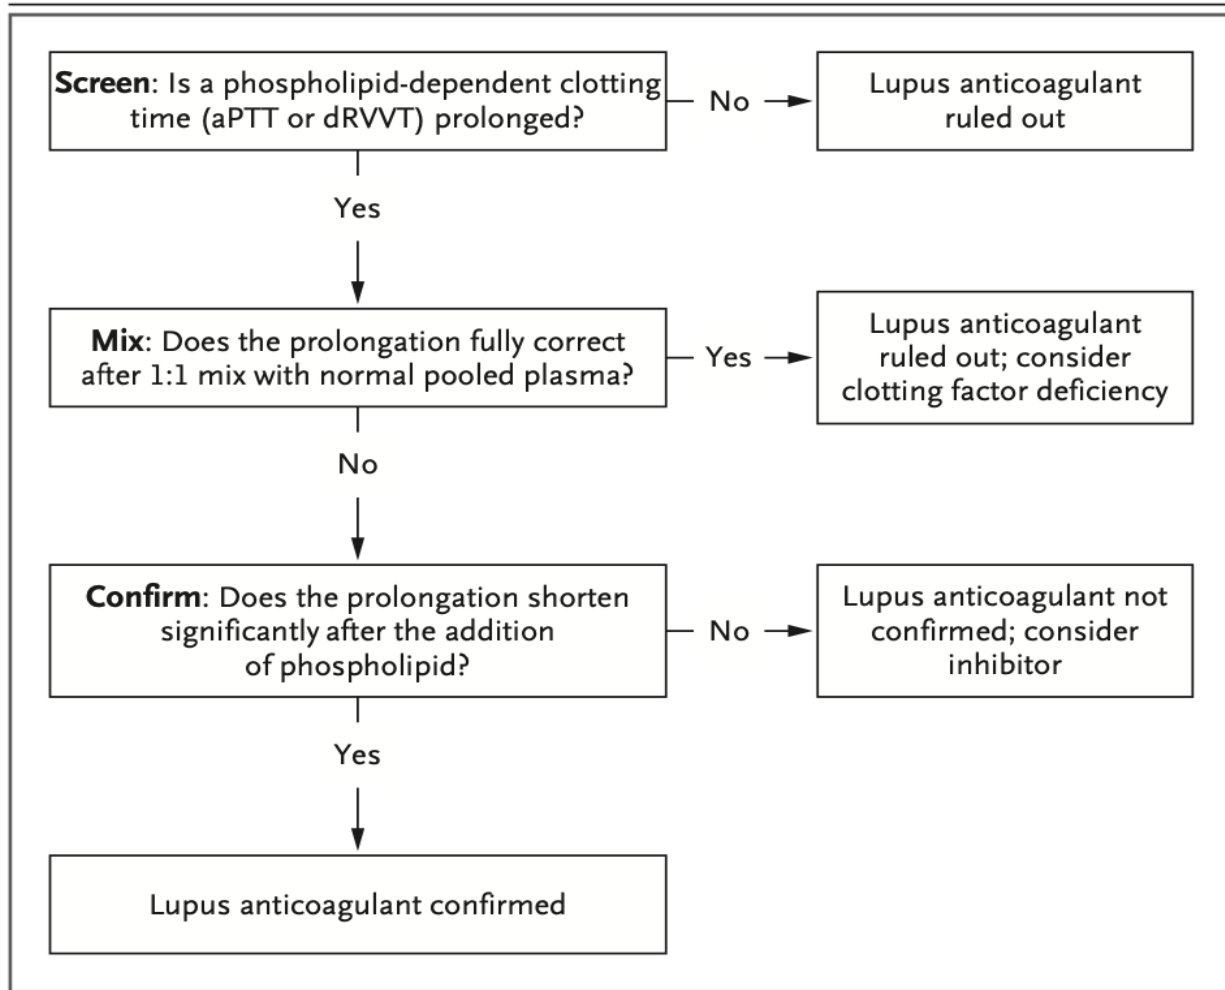 Screen: Is a phospholipid-dependent clotting
time (aPTT or dRVVT) prolonged?
No
Lupus anticoagulant
ruled out
Yes
Mix: Does the prolongation fully correct
after 1:1 mix with normal pooled plasma?
Yes
Lupus anticoagulant
ruled out; consider
clotting factor deficiency
No
Confirm: Does the prolongation shorten
significantly after the addition
of phospholipid?
No
Lupus anticoagulant not
confirmed; consider
inhibitor
Yes
Lupus anticoagulant confirmed